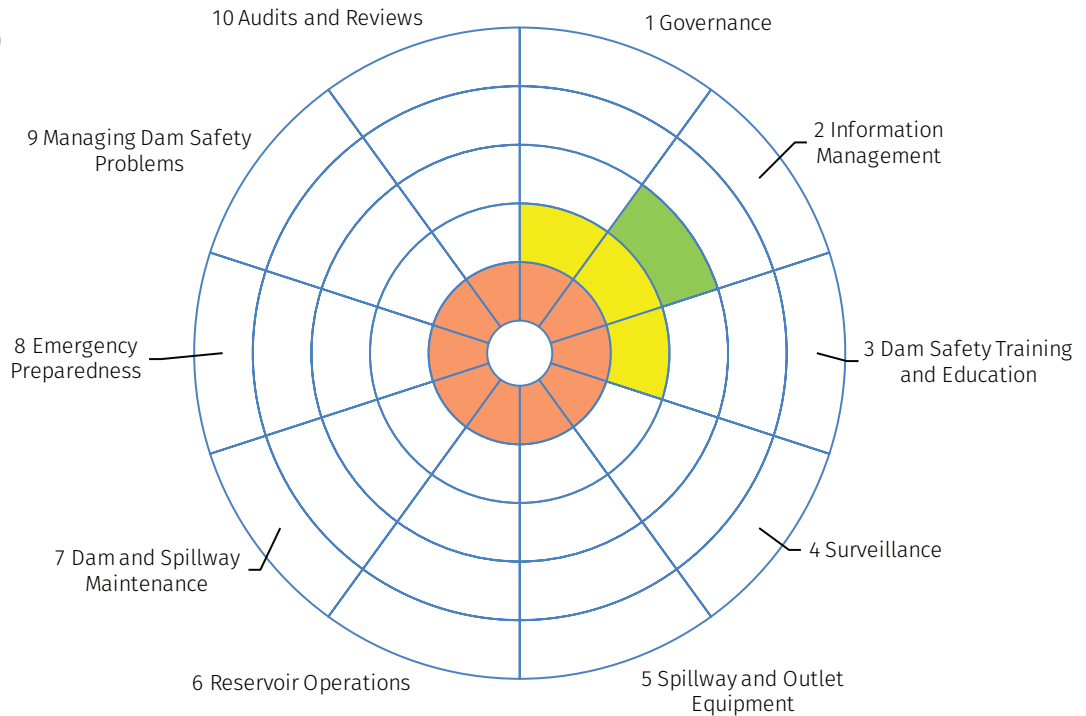 10 Audits and Reviews
1 Governance
2 Information
Management
3 Dam Safety Training
and Education
4 Surveillance
5 Spillway and Outlet
Equipment
6 Reservoir Operations
7 Dam and Spillway
Maintenance
8 Emergency
Preparedness
9 Managing Dam Safety
Problems